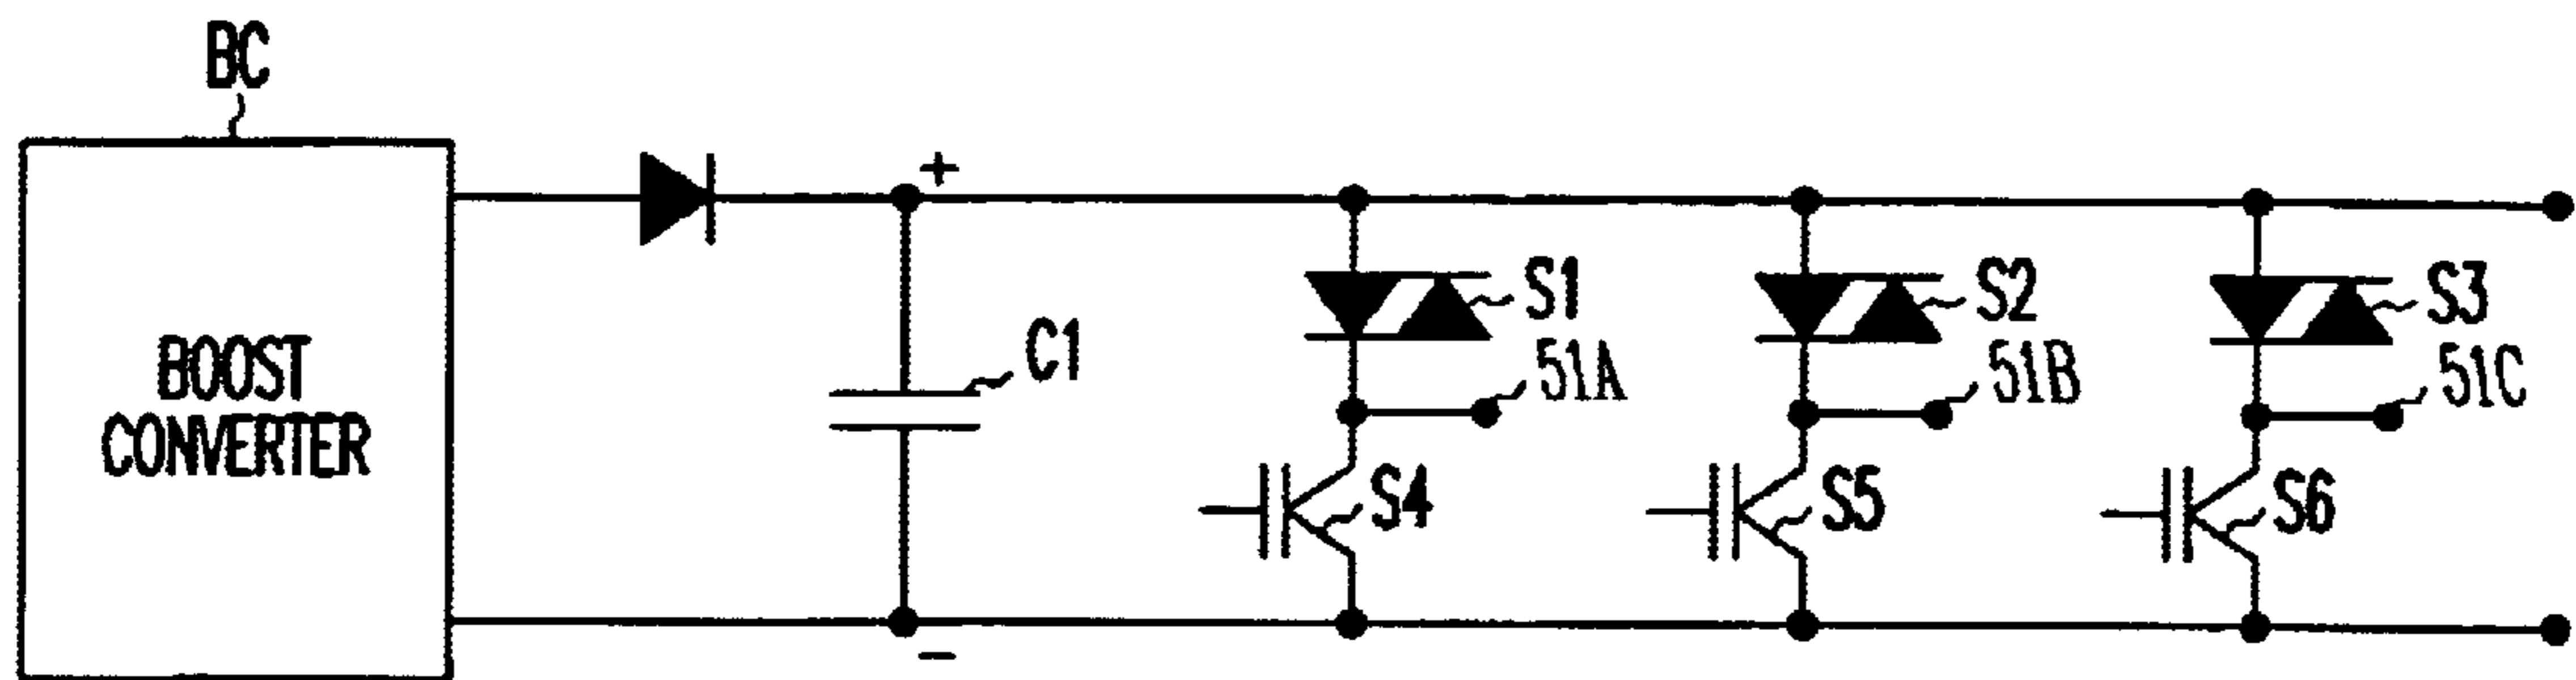 BC
BOOST
CONVERTER
+
C1
−
S1
51A
S4
S2
51B
S5
S3
51C
S6